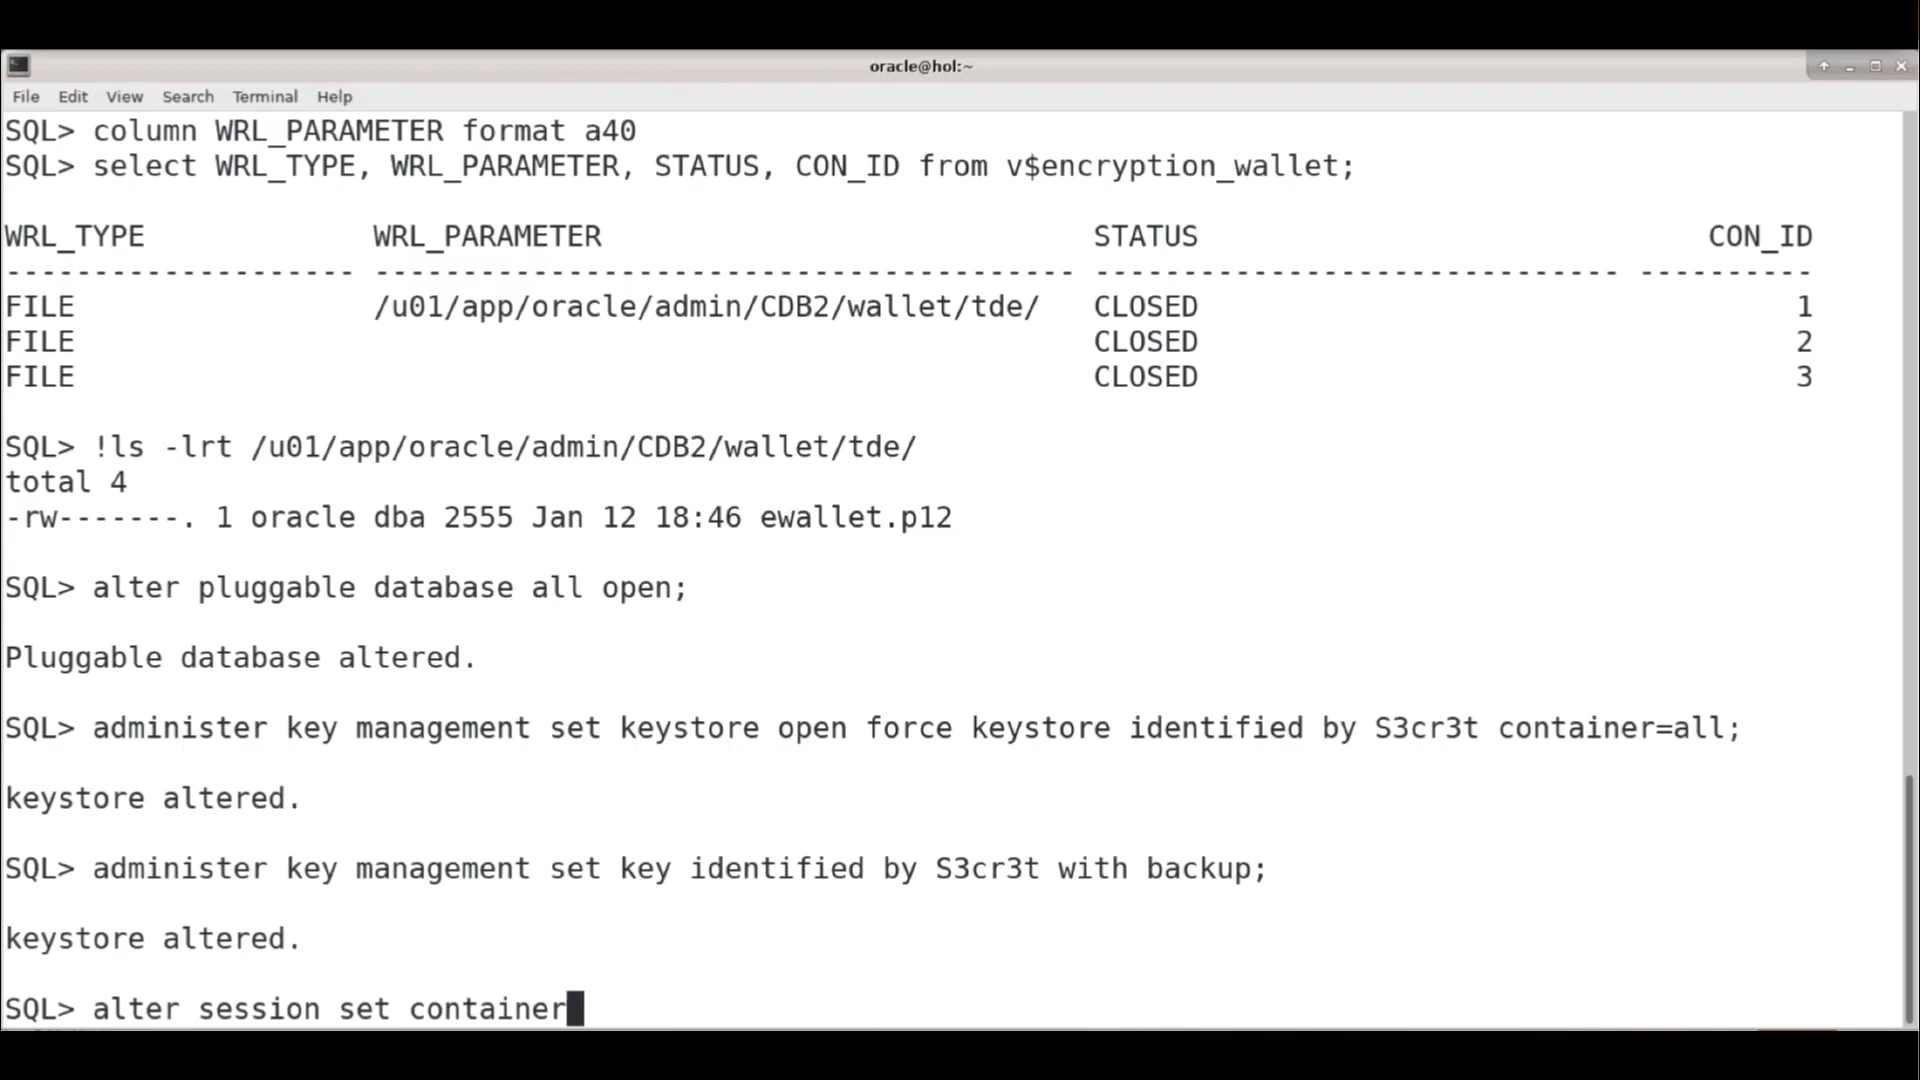 oracle@hol:~
File Edit View Search Terminal Help
SQL> column WRL_PARAMETER format a40
SQL> select WRL_TYPE, WRL_PARAMETER, STATUS, CON_ID from v$encryption_wallet;
WRL_TYPE WRL_PARAMETER STATUS CON_ID
-------------------- ---------------------------------------- ------------------------------ ----------
FILE /u01/app/oracle/admin/CDB2/wallet/tde/ CLOSED 1
FILE CLOSED 2
FILE CLOSED 3
SQL> !ls -lrt /u01/app/oracle/admin/CDB2/wallet/tde/
total 4
-rw-------. 1 oracle dba 2555 Jan 12 18:46 ewallet.p12
SQL> alter pluggable database all open;
Pluggable database altered.
SQL> administer key management set keystore open force keystore identified by S3cr3t container=all;
keystore altered.
SQL> administer key management set key identified by S3cr3t with backup;
keystore altered.
SQL> alter session set container